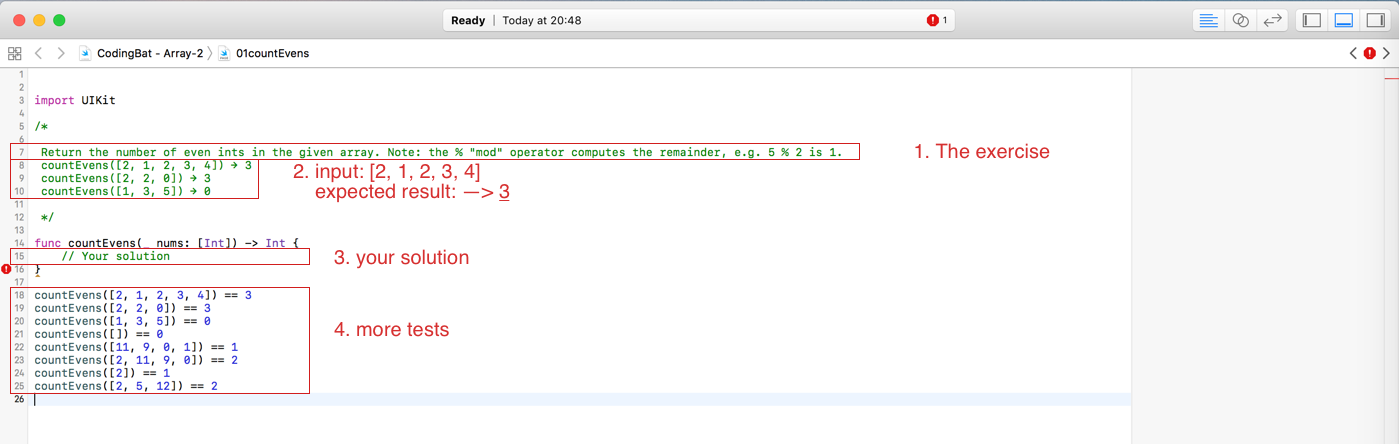 Ready | Today at 20:48 1
CodingBat - Array-2 〉 01countEvens
1
2
3 import UIKit
4
5 /*
6
7 Return the number of even ints in the given array. Note: the % "mod" operator computes the remainder, e.g. 5 % 2 is 1.
1. The exercise
8 countEvens([2, 1, 2, 3, 4]) → 3
9 countEvens([2, 2, 0]) → 3
10 countEvens([1, 3, 5]) → 0
2. input: [2, 1, 2, 3, 4]
expected result: —> 3
11
12 */
13
14 func countEvens(_ nums: [Int]) -> Int {
15 // Your solution
3. your solution
16 }
17
18 countEvens([2, 1, 2, 3, 4]) == 3
19 countEvens([2, 2, 0]) == 3
20 countEvens([1, 3, 5]) == 0
21 countEvens([]) == 0
4. more tests
22 countEvens([11, 9, 0, 1]) == 1
23 countEvens([2, 11, 9, 0]) == 2
24 countEvens([2]) == 1
25 countEvens([2, 5, 12]) == 2
26